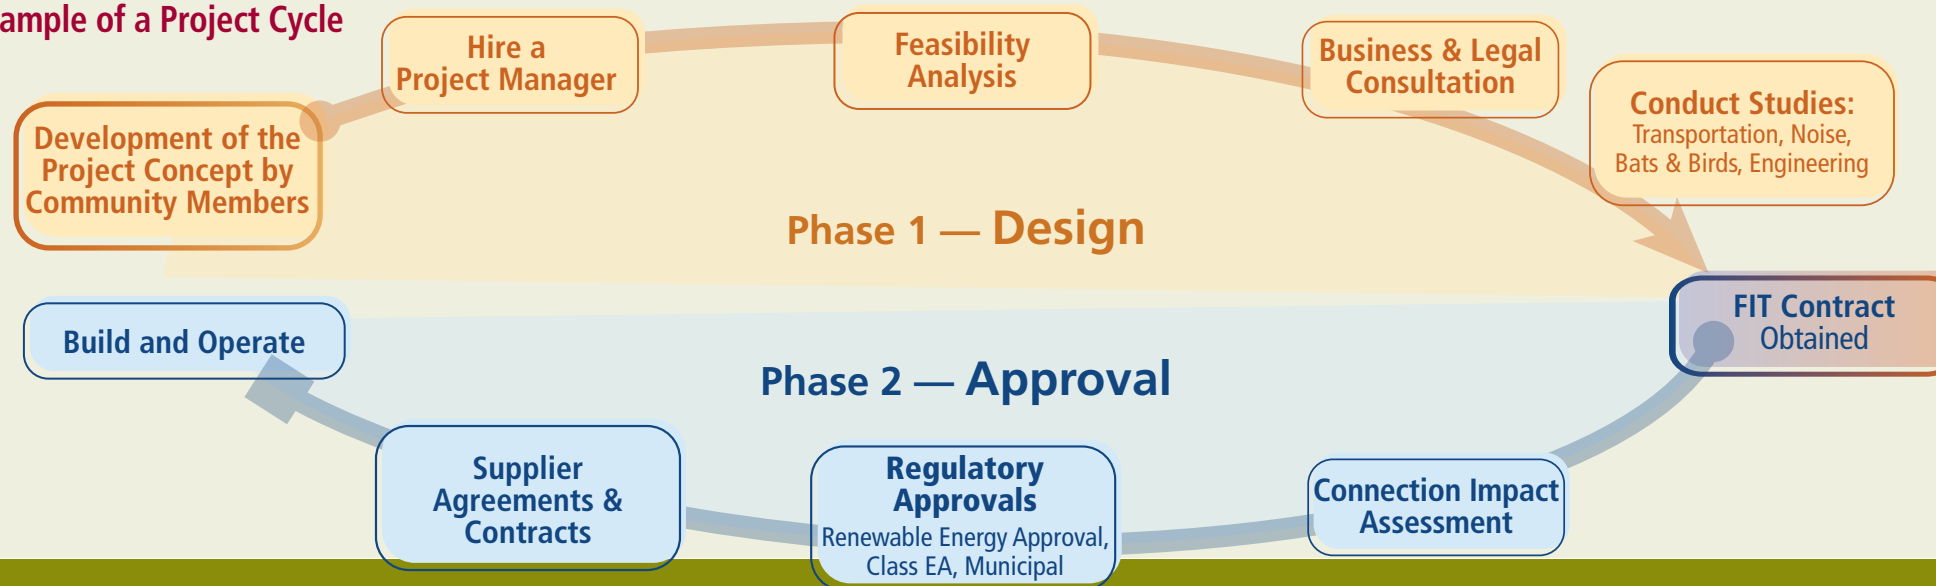 ample of a Project Cycle
Hire a
Project Manager
Feasibility
Analysis
Business & Legal
Consultation
Conduct Studies:
Transportation, Noise,
Bats & Birds, Engineering
Development of the
Project Concept by
Community Members
Phase 1 — Design
FIT Contract
Obtained
Build and Operate
Phase 2 — Approval
Supplier
Agreements &
Contracts
Regulatory
Approvals
Renewable Energy Approval,
Class EA, Municipal
Connection Impact
Assessment